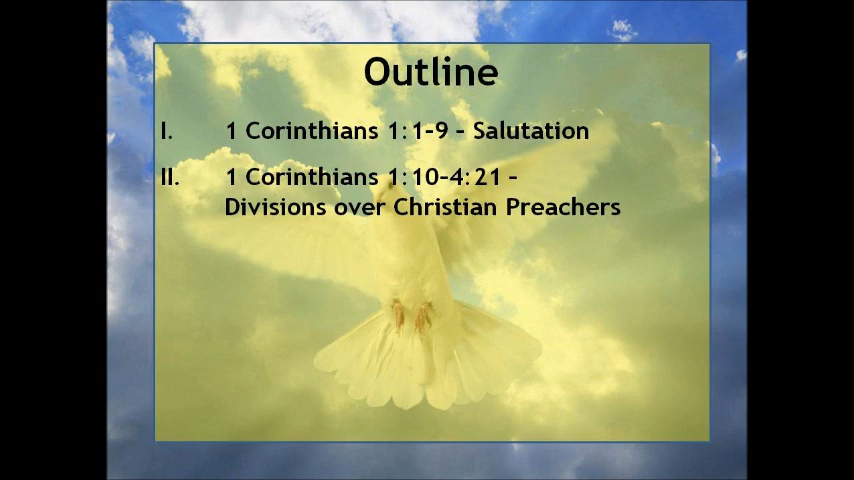 Outline
I. 1 Corinthians 1:1-9 – Salutation
II. 1 Corinthians 1:10-4:21 –
Divisions over Christian Preachers